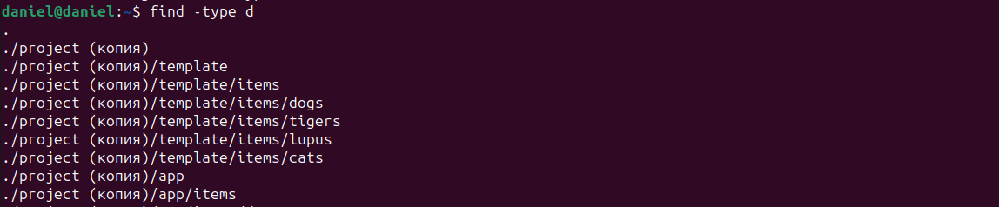 daniel@daniel:~$ find -type d
.
./project (копия)
./project (копия)/template
./project (копия)/template/items
./project (копия)/template/items/dogs
./project (копия)/template/items/tigers
./project (копия)/template/items/lupus
./project (копия)/template/items/cats
./project (копия)/app
./project (копия)/app/items